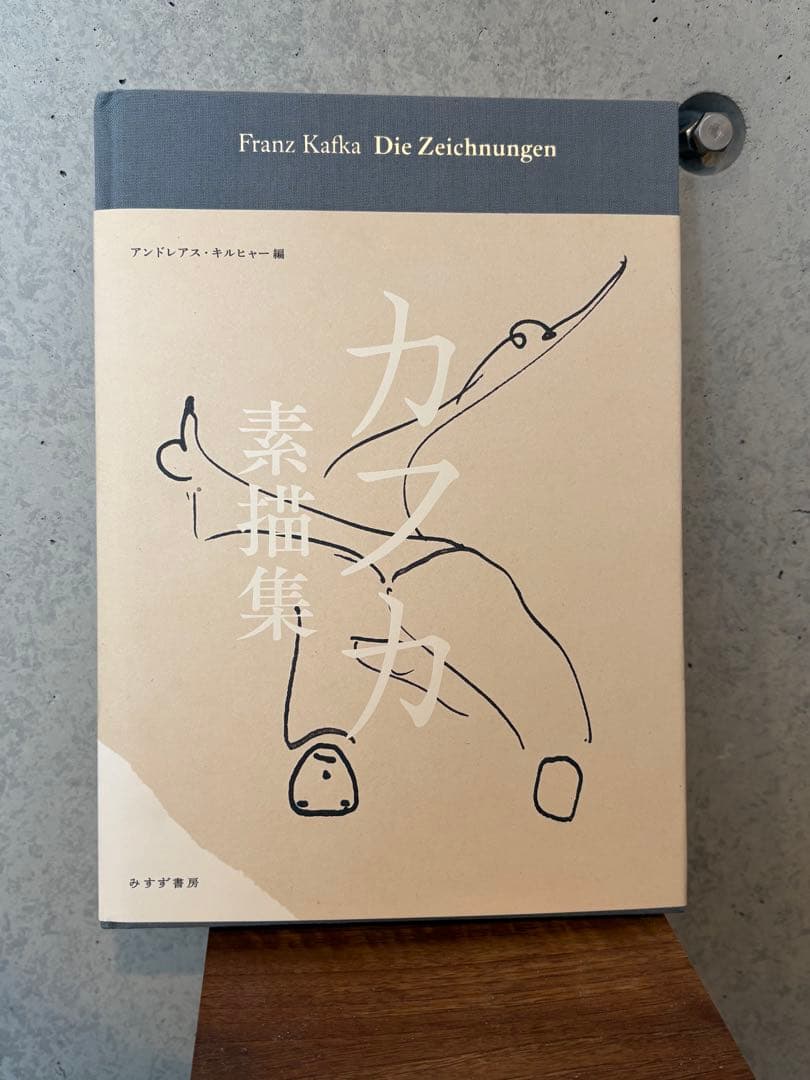 Franz Kafka Die Zeichnungen
アンドレアス・キルヒャー 編
カフカ
素描集
みすず書房